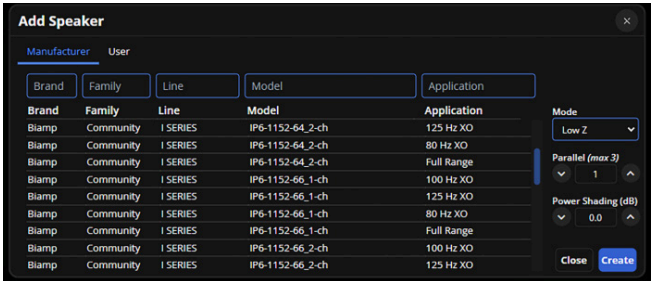 Add Speaker
Manufacturer User
Brand Family Line Model Application
Brand Family Line Model Application
Biamp Community I SERIES IP6-1152-64_2-ch 125 Hz XO
Biamp Community I SERIES IP6-1152-64_2-ch 80 Hz XO
Biamp Community I SERIES IP6-1152-64_2-ch Full Range
Biamp Community I SERIES IP6-1152-66_1-ch 100 Hz XO
Biamp Community I SERIES IP6-1152-66_1-ch 125 Hz XO
Biamp Community I SERIES IP6-1152-66_1-ch 80 Hz XO
Biamp Community I SERIES IP6-1152-66_1-ch Full Range
Biamp Community I SERIES IP6-1152-66_2-ch 100 Hz XO
Biamp Community I SERIES IP6-1152-66_2-ch 125 Hz XO
Mode
Low Z
Parallel (max 3)
1
Power Shading (dB)
0.0
Close Create